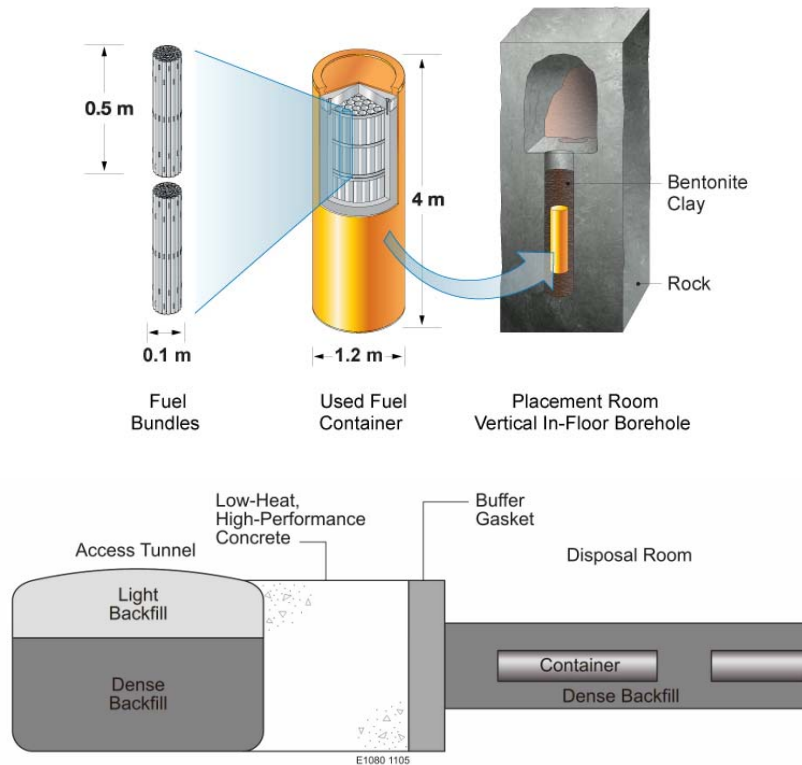 0.5 m
0.1 m
4 m
1.2 m
Bentonite
Clay
Rock
Fuel
Bundles
Used Fuel
Container
Placement Room
Vertical In-Floor Borehole
Low-Heat,
High-Performance
Concrete
Buffer
Gasket
Access Tunnel
Disposal Room
Light
Backfill
Dense
Backfill
Container
Dense Backfill
E1080 1105